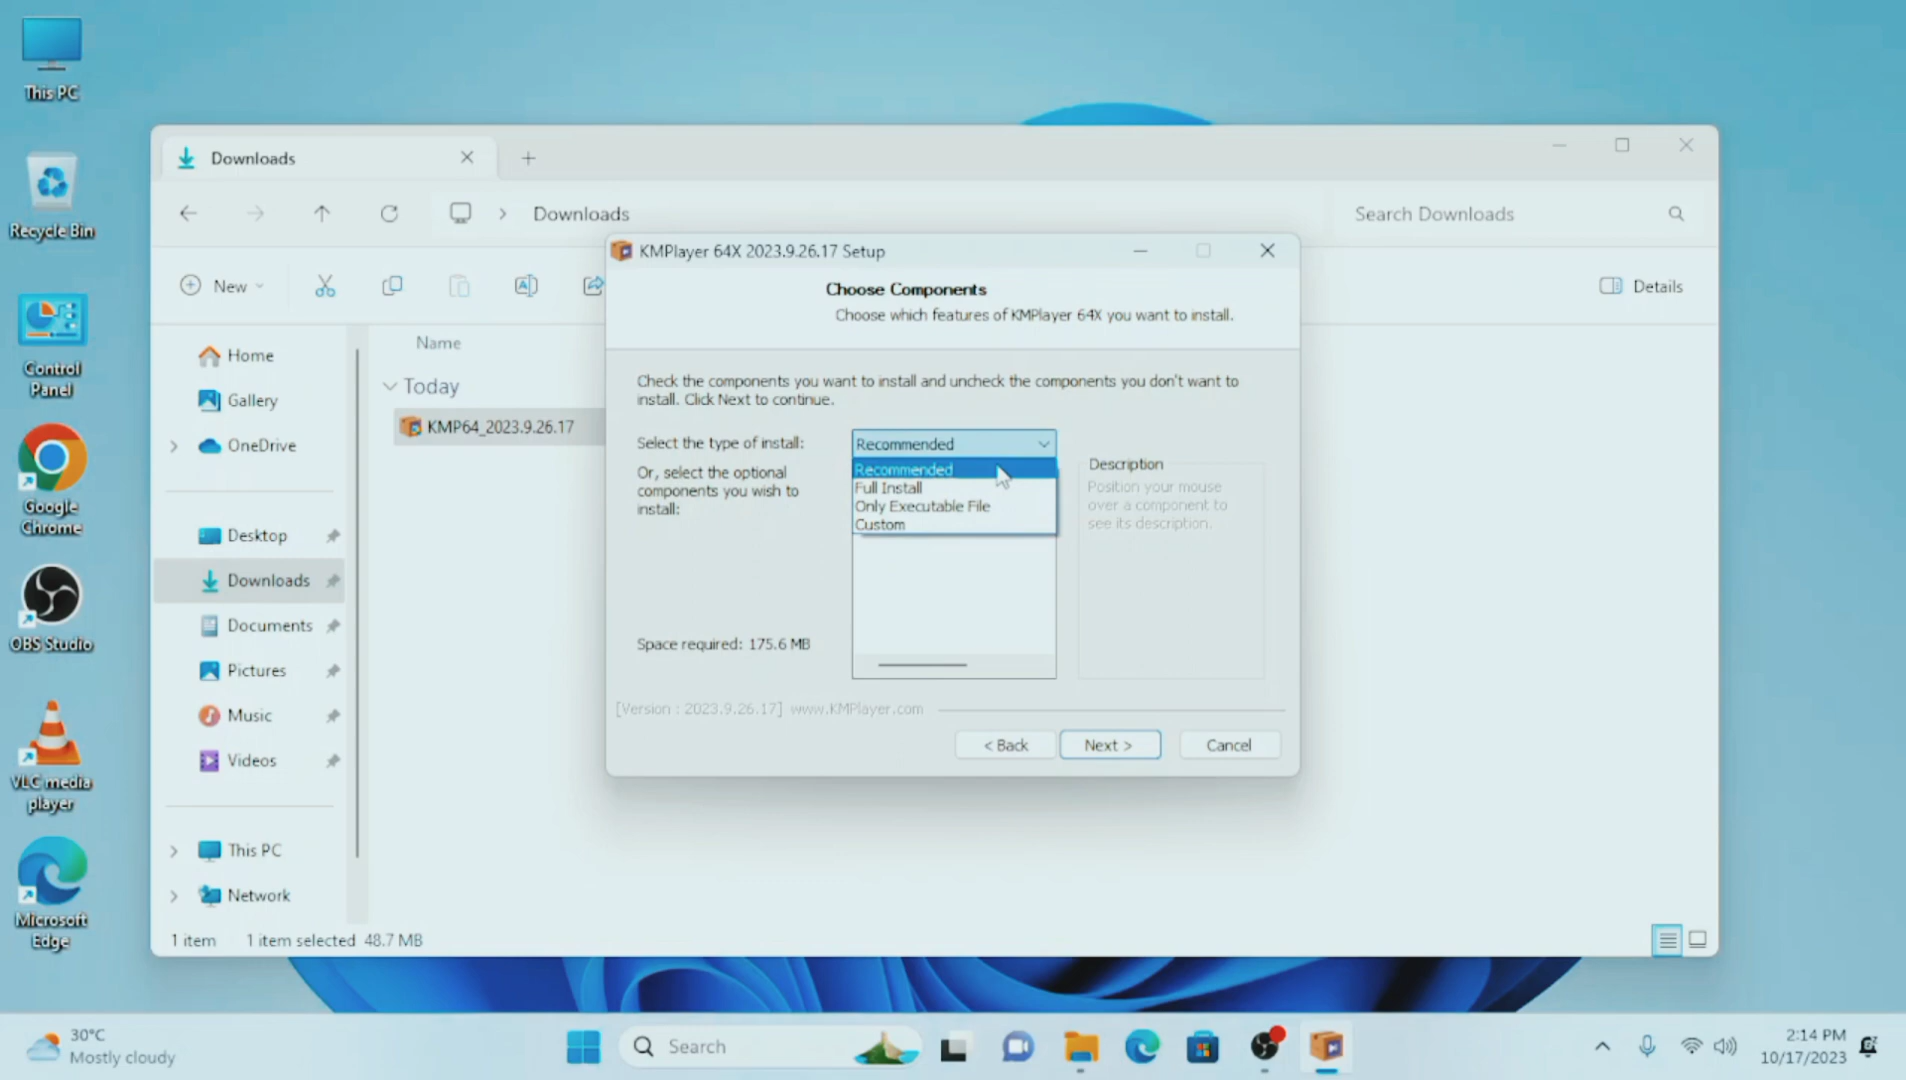 This PC
Recycle Bin
Control
Panel
Google
Chrome
OBS Studio
VLC media
player
Microsoft
Edge
Downloads
Downloads
Search Downloads
New
Details
Home
Gallery
OneDrive
Desktop
Downloads
Documents
Pictures
Music
Videos
This PC
Network
Name
Today
KMP64_2023.9.26.17
1 item
1 item selected 48.7 MB
KMPlayer 64X 2023.9.26.17 Setup
Choose Components
Choose which features of KMPlayer 64X you want to install.
Check the components you want to install and uncheck the components you don't want to
install. Click Next to continue.
Select the type of install:
Recommended
Recommended
Full Install
Only Executable File
Custom
Or, select the optional
components you wish to
install:
Description
Position your mouse
over a component to
see its description.
Space required: 175.6 MB
[Version : 2023.9.26.17] www.KMPlayer.com
< Back
Next >
Cancel
30°C
Mostly cloudy
Search
2:14 PM
10/17/2023